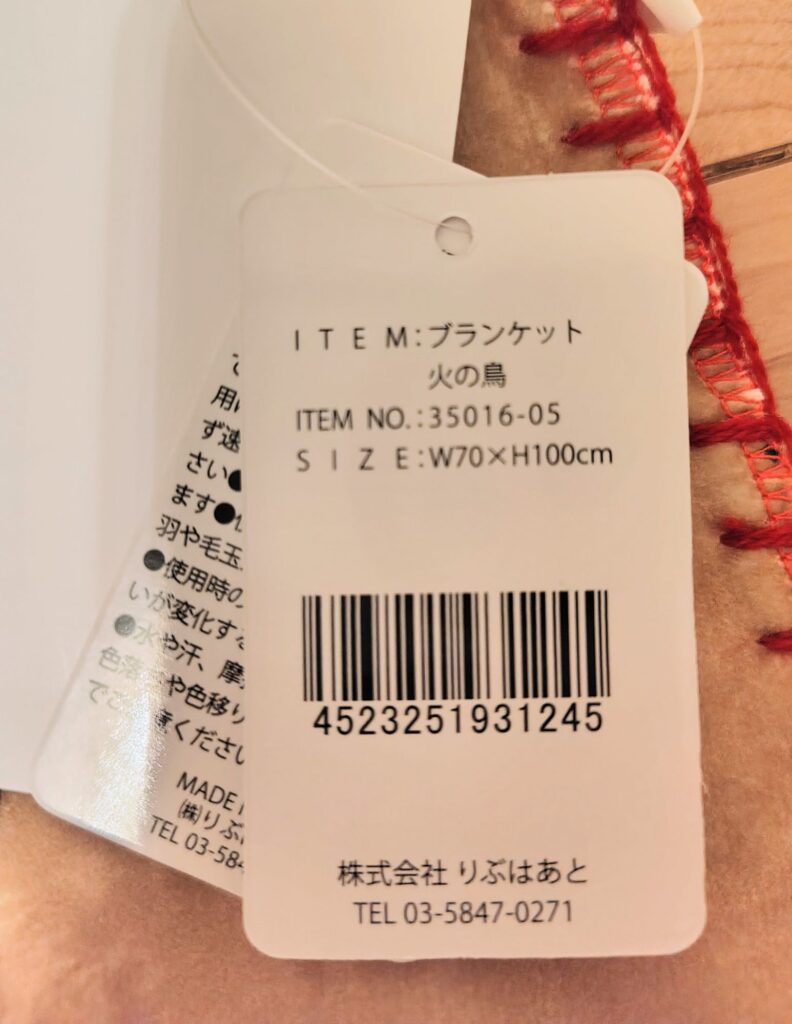 ITEM:ブランケット
火の鳥
ITEM NO.:35016-05
SIZE:W70×H100cm
4523251931245
株式会社 りぶはあと
TEL 03-5847-0271
用
ず速
さい●
ます●
羽や毛玉
●使用時の
いが変化する
●水や汗、摩
色落 や色移り
でご 意ください
MADE
㈱りぶは
TEL 03-584